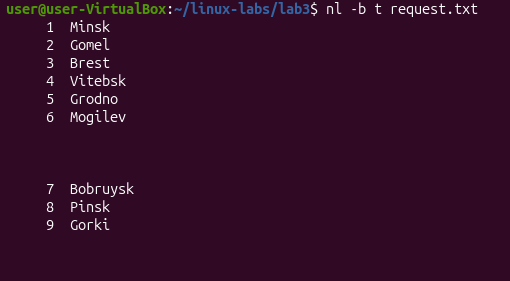 user@user-VirtualBox:~/linux-labs/lab3$ nl -b t request.txt
1 Minsk
2 Gomel
3 Brest
4 Vitebsk
5 Grodno
6 Mogilev
7 Bobruysk
8 Pinsk
9 Gorki